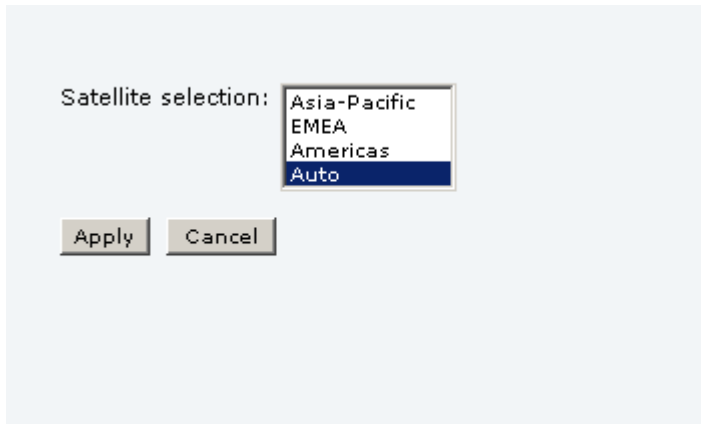 Satellite selection:
Asia-Pacific
EMEA
Americas
Auto
Apply
Cancel